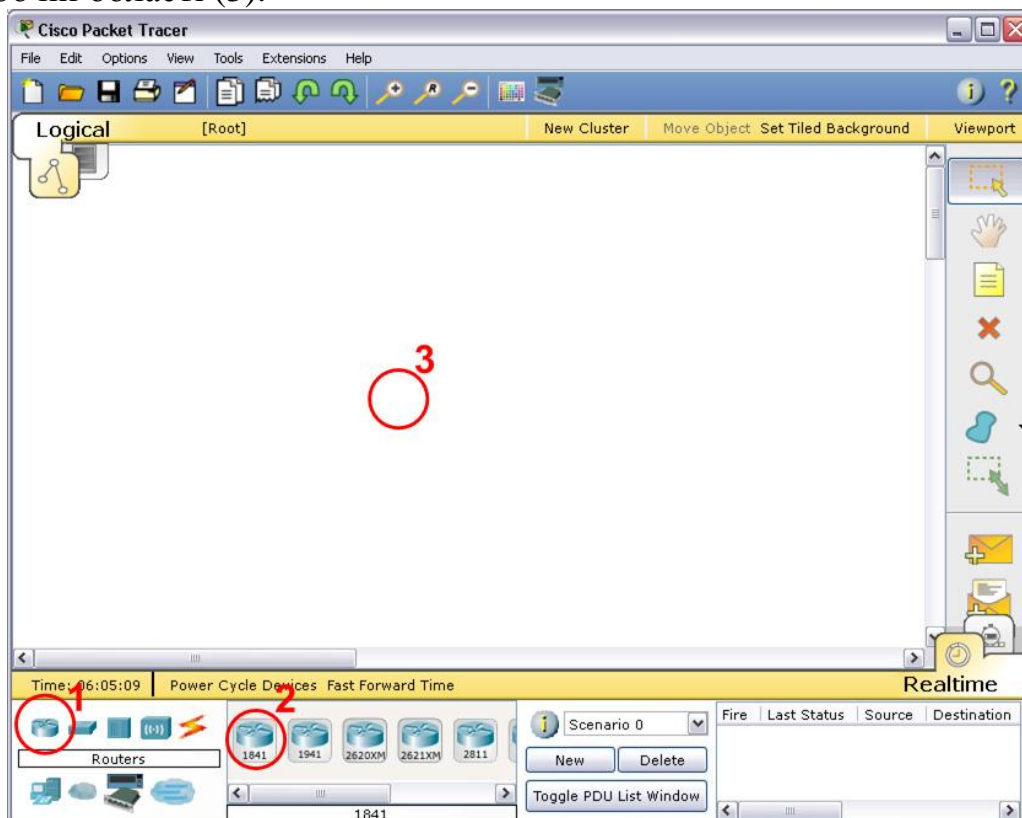 области (3).
Cisco Packet Tracer
File Edit Options View Tools Extensions Help
Logical [Root] New Cluster Move Object Set Tiled Background Viewport
3
Time: 06:05:09 Power Cycle Devices Fast Forward Time Realtime
1
2
Routers
1841 1941 2620XM 2621XM 2811
1841
Scenario 0
New Delete
Toggle PDU List Window
Fire Last Status Source Destination